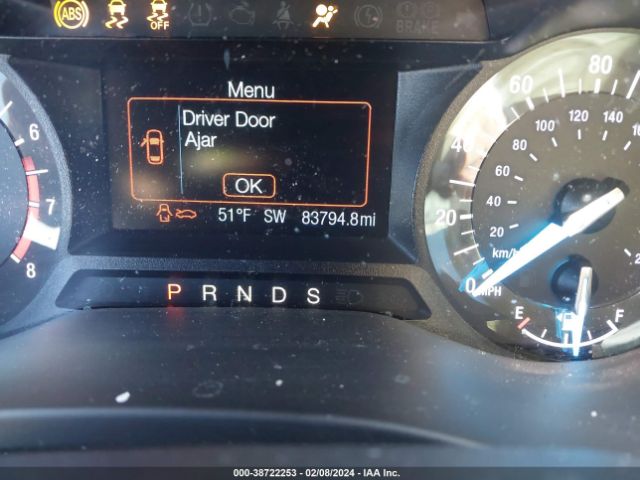 ABS OFF BRAKE
Menu
Driver Door
Ajar
OK
51°F SW 83794.8mi
P R N D S
6
7
8
0 20 40 60 80
20 40 60 80 100 120 140
km/h
MPH
E F
000-38722253 - 02/08/2024 - IAA Inc.